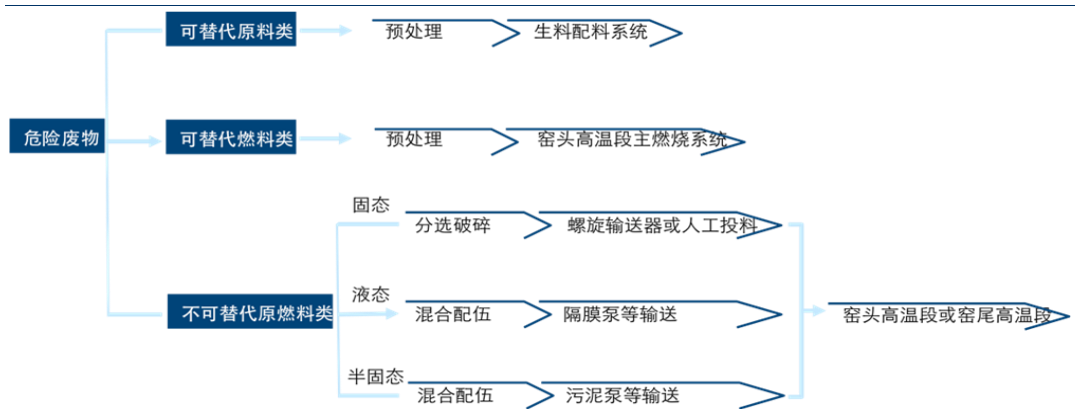 可替代原料类
预处理
生料配料系统
危险废物
可替代燃料类
预处理
窑头高温段主燃烧系统
固态
分选破碎
螺旋输送器或人工投料
不可替代原燃料类
液态
混合配伍
隔膜泵等输送
窑头高温段或窑尾高温段
半固态
混合配伍
污泥泵等输送